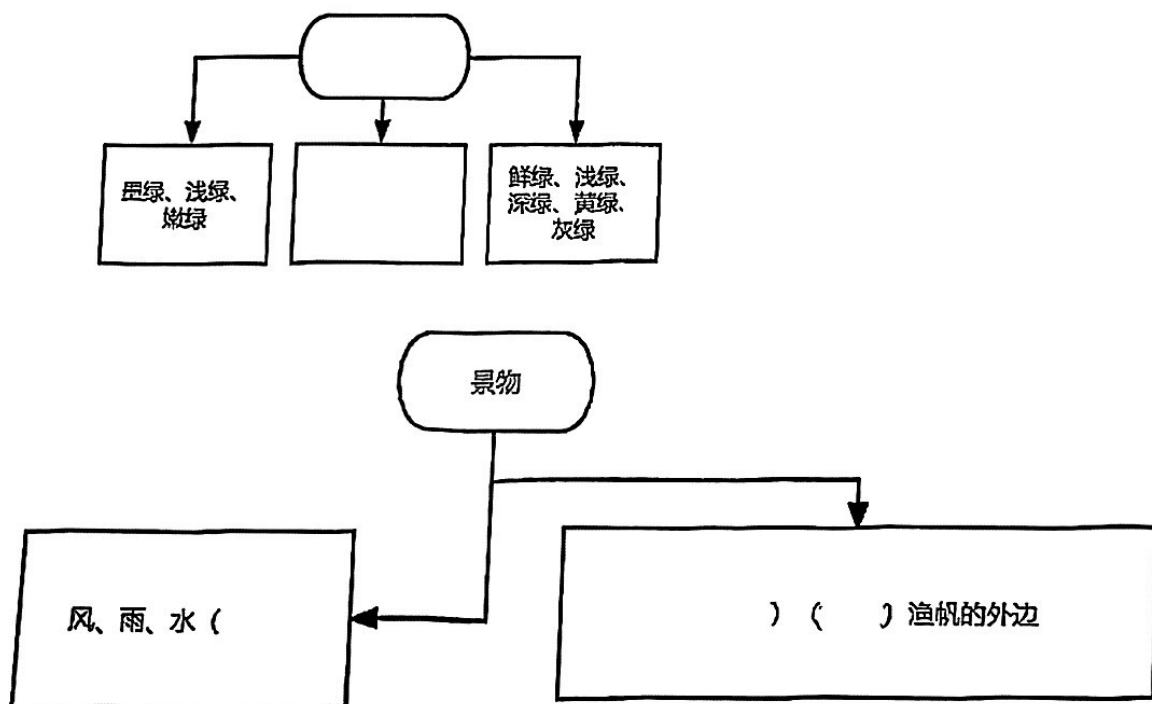 墨绿、浅绿、
嫩绿
鲜绿、浅绿、
深绿、黄绿、
灰绿
景物
风、雨、水（
）（ ）渔帆的外边